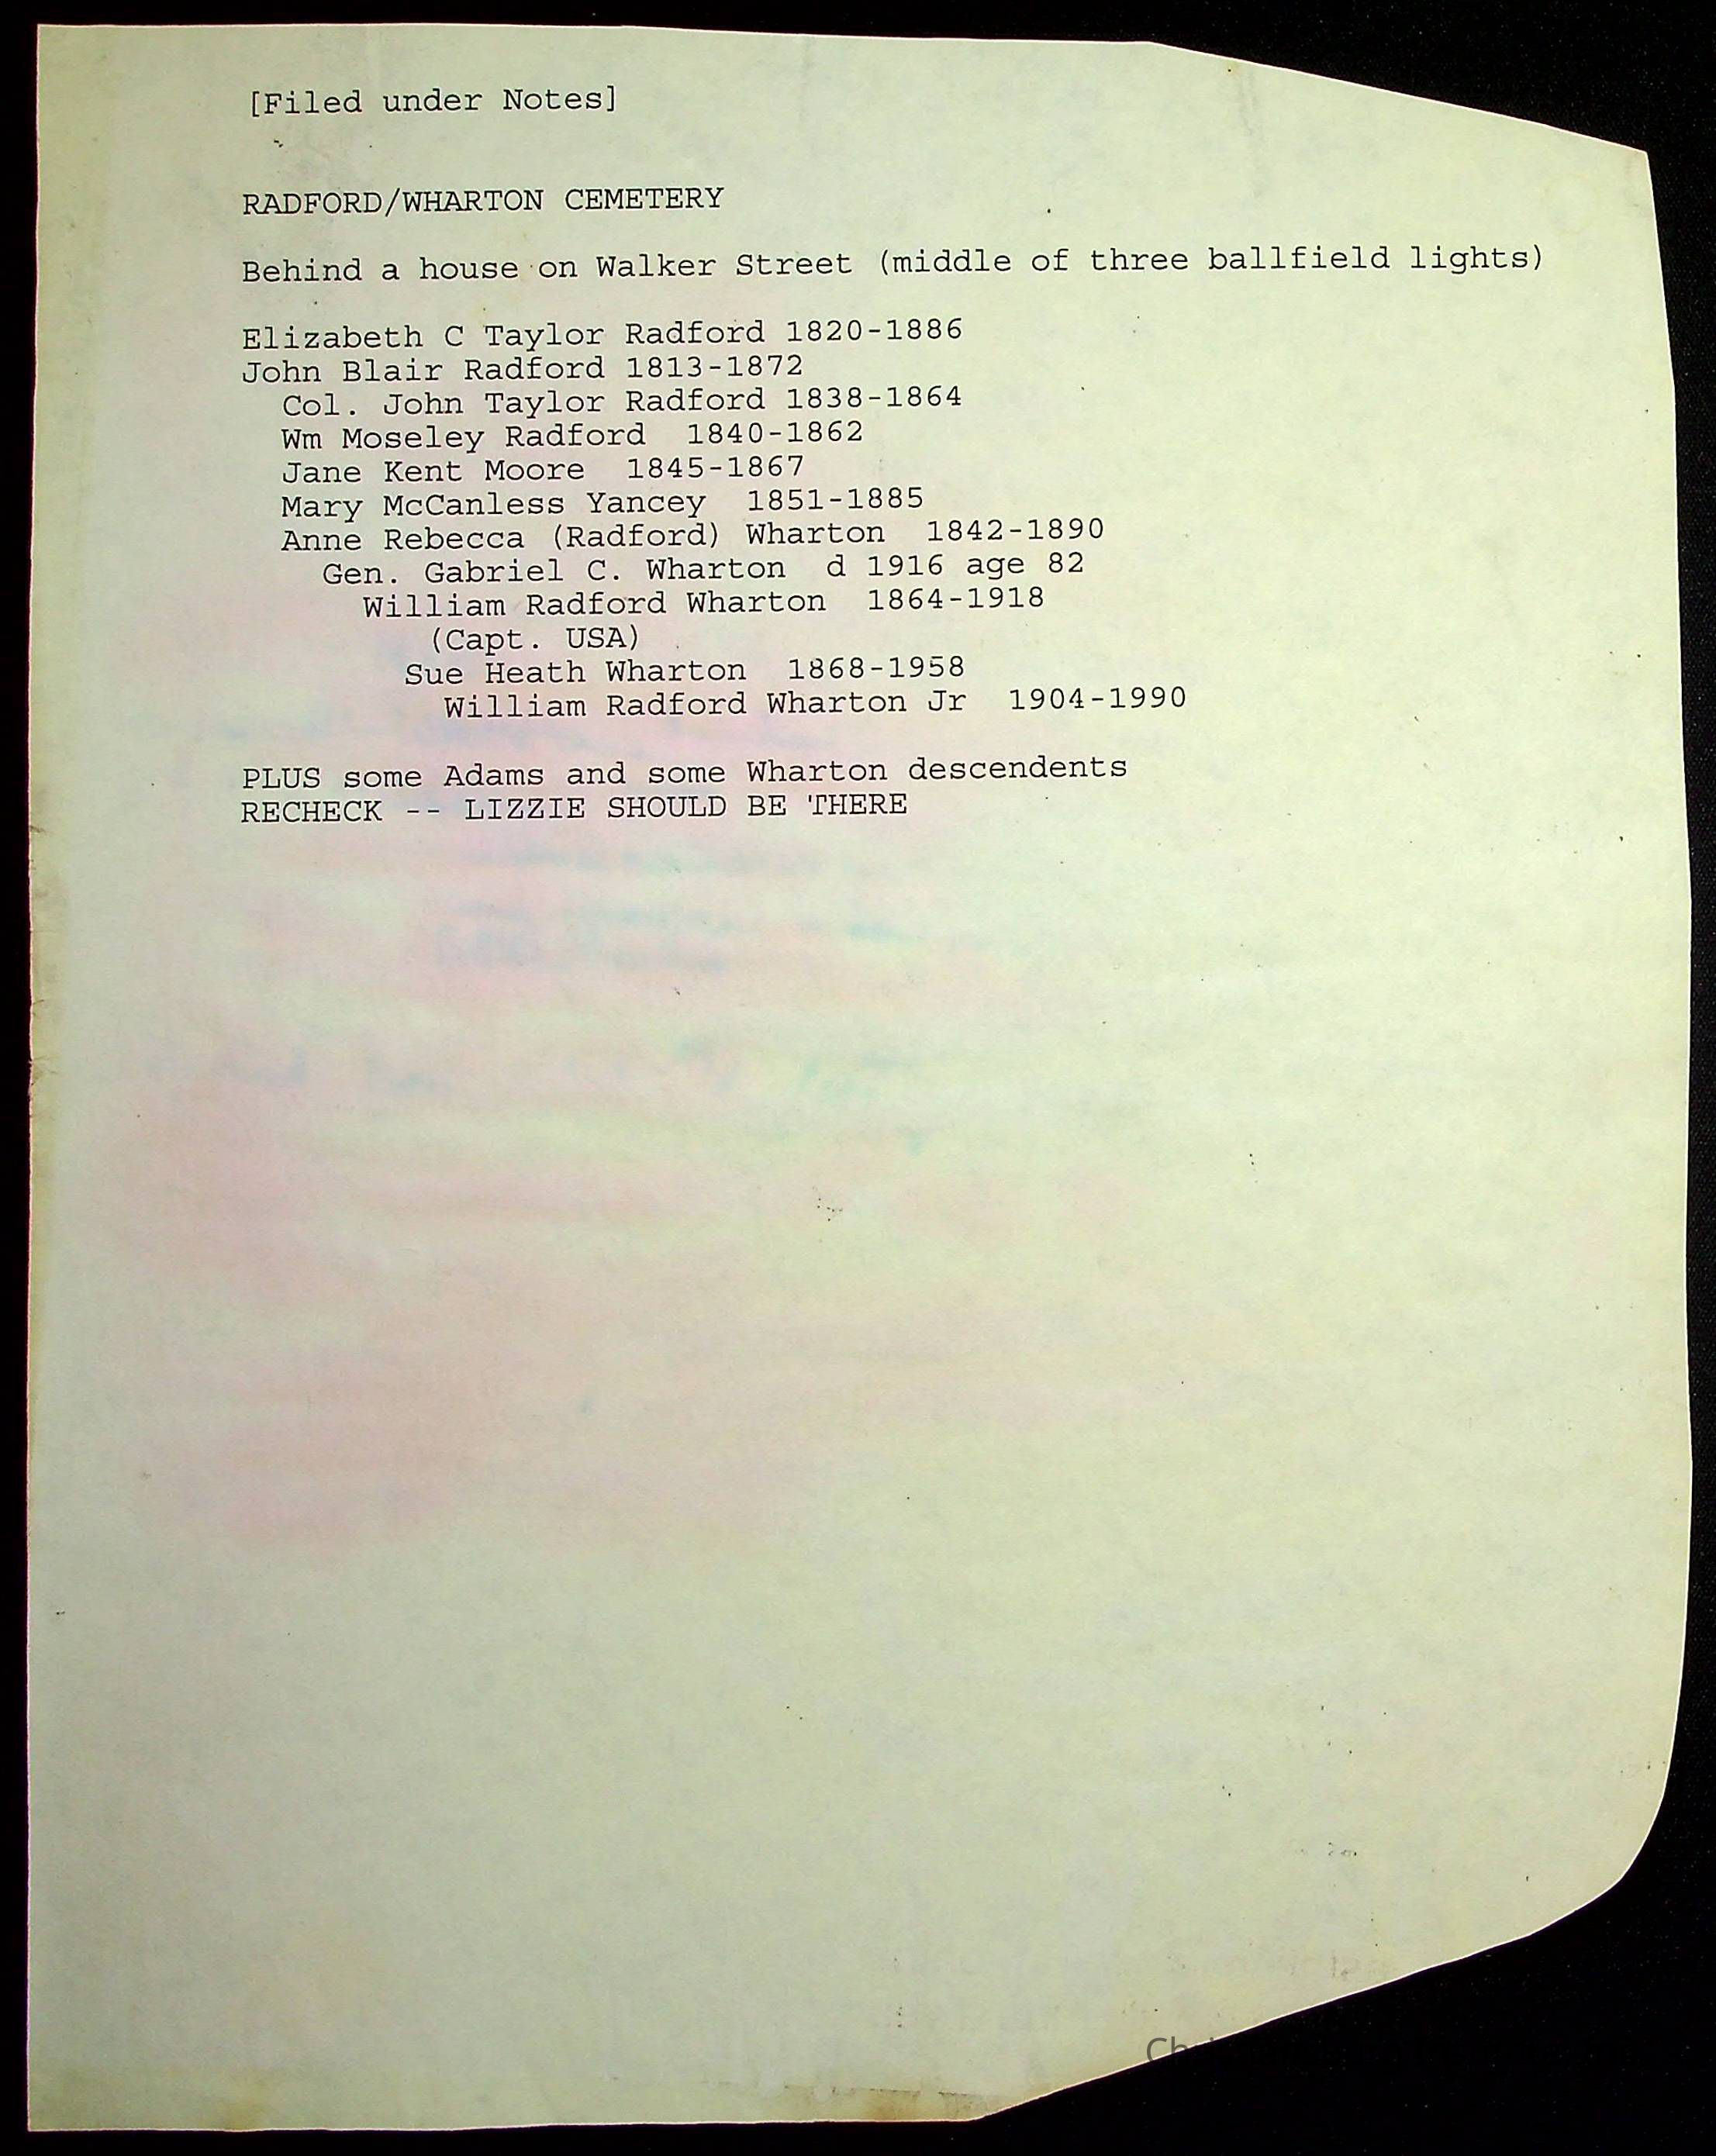 [Filed under Notes]
RADFORD/WHARTON CEMETERY
Behind a house on Walker Street (middle of three ballfield lights)
Elizabeth C Taylor Radford 1820-1886
John Blair Radford 1813-1872
Col. John Taylor Radford 1838-1864
Wm Moseley Radford 1840-1862
Jane Kent Moore 1845-1867
Mary McCanless Yancey 1851-1885
Anne Rebecca (Radford) Wharton 1842-1890
Gen. Gabriel C. Wharton d 1916 age 82
William Radford Wharton 1864-1918
(Capt. USA)
Sue Heath Wharton 1868-1958
William Radford Wharton Jr 1904-1990
PLUS some Adams and some Wharton descendents
RECHECK -- LIZZIE SHOULD BE THERE